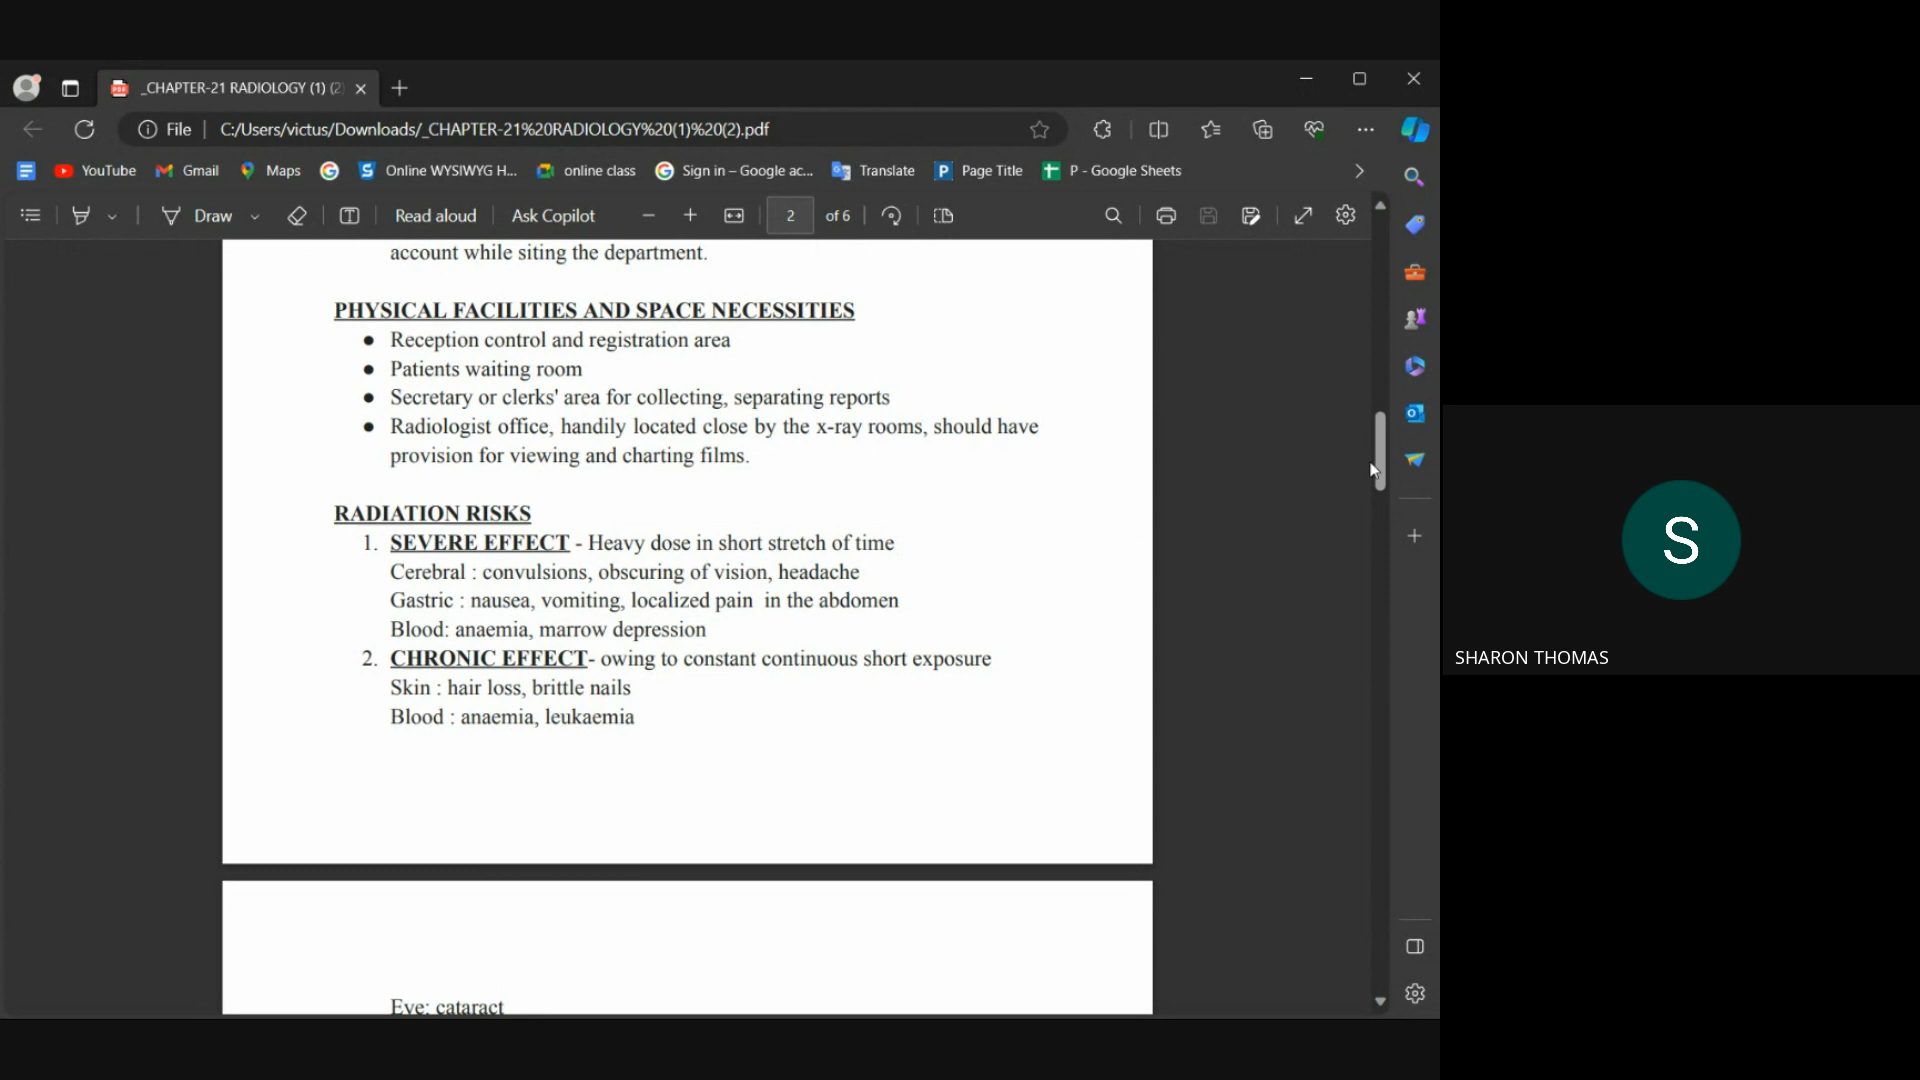 _CHAPTER-21 RADIOLOGY (1) (2)
File C:/Users/victus/Downloads/_CHAPTER-21%20RADIOLOGY%20(1)%20(2).pdf
YouTube Gmail Maps Online WYSIWYG H... online class Sign in – Google ac... Translate Page Title P - Google Sheets
Draw Read aloud Ask Copilot 2 of 6
account while siting the department.
PHYSICAL FACILITIES AND SPACE NECESSITIES
● Reception control and registration area
● Patients waiting room
● Secretary or clerks' area for collecting, separating reports
● Radiologist office, handily located close by the x-ray rooms, should have
provision for viewing and charting films.
RADIATION RISKS
1. SEVERE EFFECT - Heavy dose in short stretch of time
Cerebral : convulsions, obscuring of vision, headache
Gastric : nausea, vomiting, localized pain in the abdomen
Blood: anaemia, marrow depression
2. CHRONIC EFFECT- owing to constant continuous short exposure
Skin : hair loss, brittle nails
Blood : anaemia, leukaemia
Eye: cataract
S
SHARON THOMAS